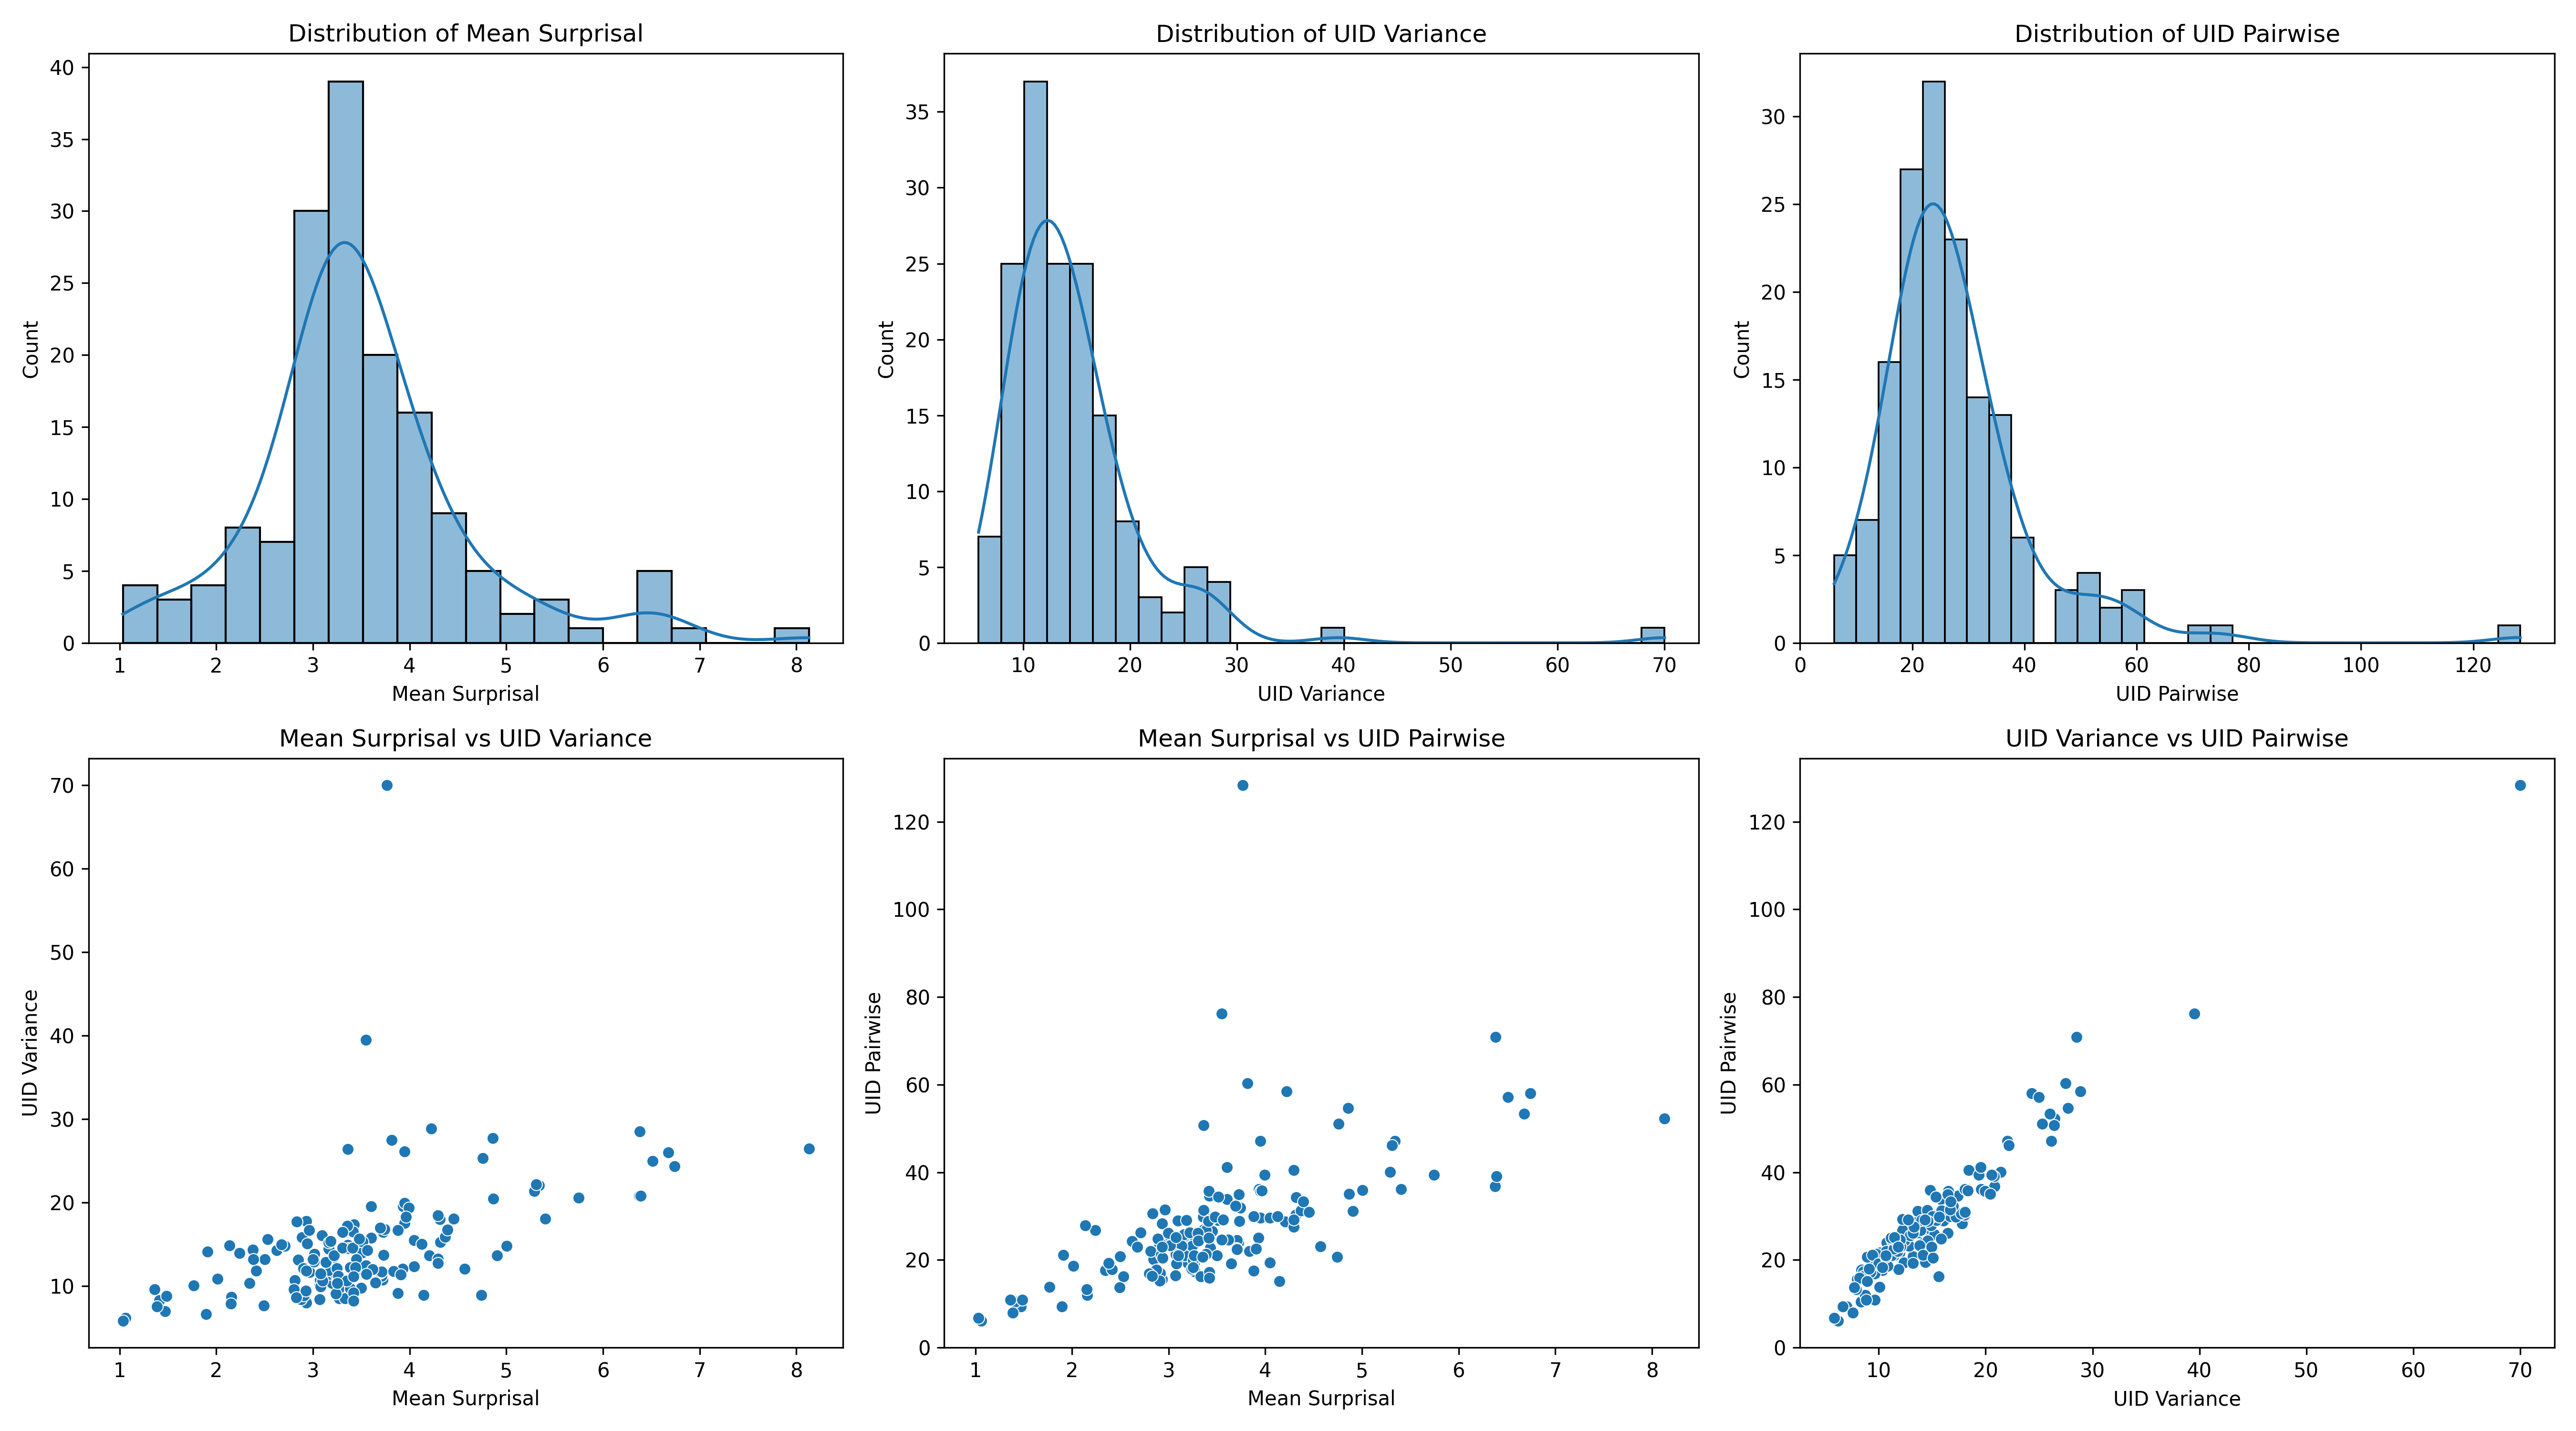 Distribution of Mean Surprisal
40
35
30
25
20
15
10
5
0
Count
1 2 3 4 5 6 7 8
Mean Surprisal
Distribution of UID Variance
35
30
25
20
15
10
5
0
Count
10 20 30 40 50 60 70
UID Variance
Distribution of UID Pairwise
30
25
20
15
10
5
0
Count
0 20 40 60 80 100 120
UID Pairwise
Mean Surprisal vs UID Variance
70
60
50
40
30
20
10
UID Variance
1 2 3 4 5 6 7 8
Mean Surprisal
Mean Surprisal vs UID Pairwise
120
100
80
60
40
20
0
UID Pairwise
1 2 3 4 5 6 7 8
Mean Surprisal
UID Variance vs UID Pairwise
120
100
80
60
40
20
0
UID Pairwise
10 20 30 40 50 60 70
UID Variance